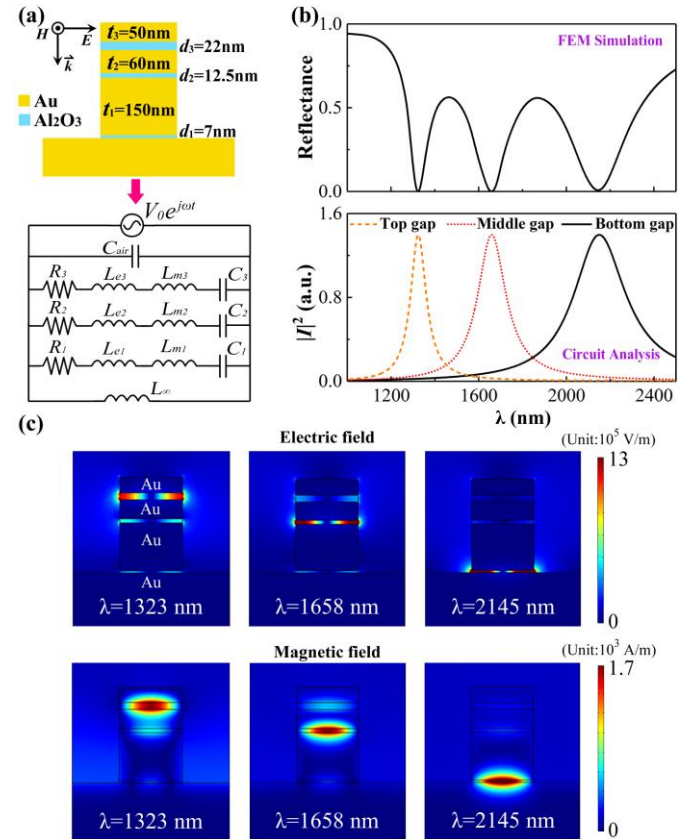 (a)
H E
k
t3=50nm
d3=22nm
t2=60nm
d2=12.5nm
Au
Al2O3
t1=150nm
d1=7nm
V0e^jωt
Cair
R3 Le3 Lm3 C3
R2 Le2 Lm2 C2
R1 Le1 Lm1 C1
L∞
(b)
1.0
FEM Simulation
Reflectance
0.5
0.0
1.6
Top gap Middle gap Bottom gap
|I|² (a.u.)
0.8
Circuit Analysis
0.0
1200 1600 2000 2400
λ (nm)
(c)
Electric field
(Unit:10⁵ V/m)
13
Au
Au
Au
Au
λ=1323 nm
λ=1658 nm
λ=2145 nm
0
Magnetic field
(Unit:10³ A/m)
1.7
λ=1323 nm
λ=1658 nm
λ=2145 nm
0